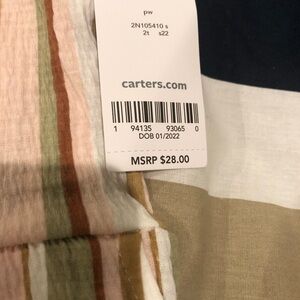 pw
2N105410 s
2t s22
carters.com
1 94135 93065 0
DOB 01/2022
MSRP $28.00